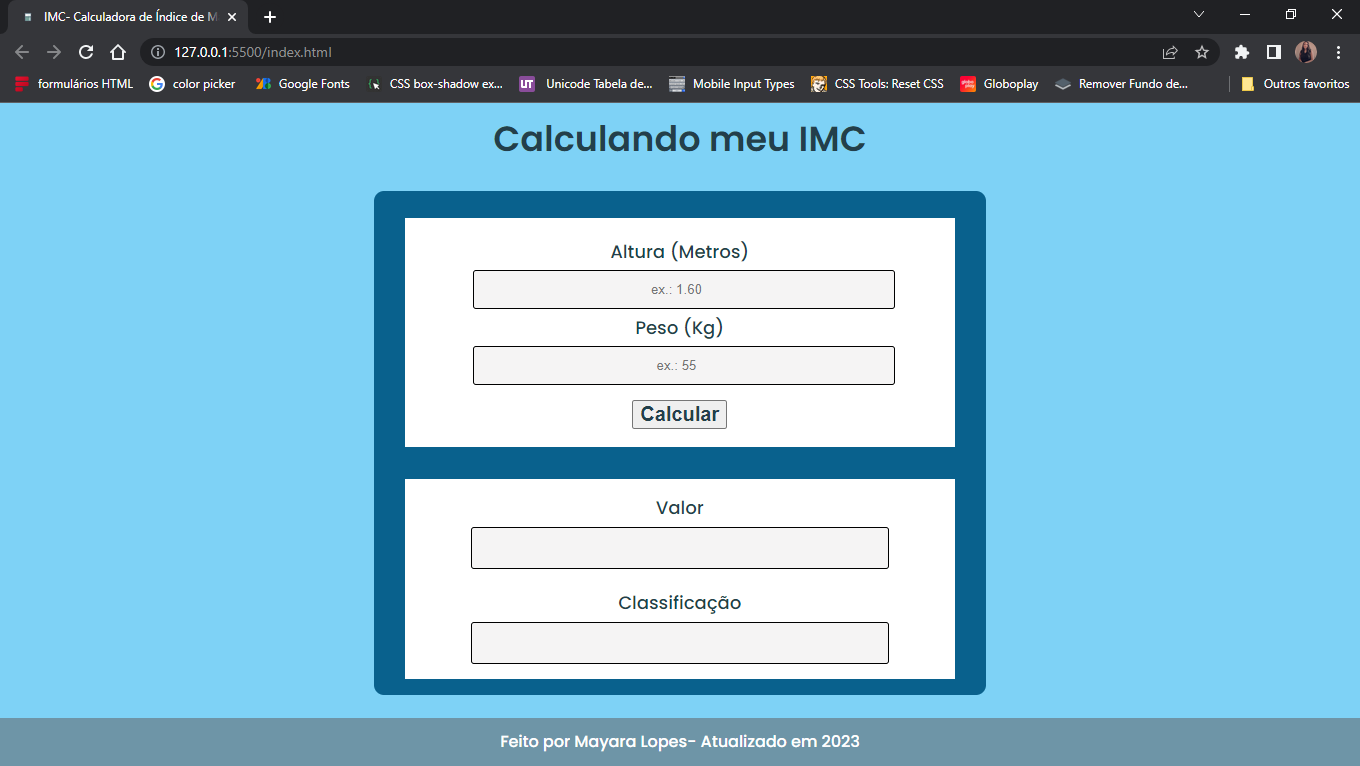 IMC- Calculadora de Índice de M
127.0.0.1:5500/index.html
formulários HTML
color picker
Google Fonts
CSS box-shadow ex...
UT
Unicode Tabela de...
Mobile Input Types
CSS Tools: Reset CSS
Globoplay
Remover Fundo de...
Outros favoritos
Calculando meu IMC
Altura (Metros)
ex.: 1.60
Peso (Kg)
ex.: 55
Calcular
Valor
Classificação
Feito por Mayara Lopes- Atualizado em 2023